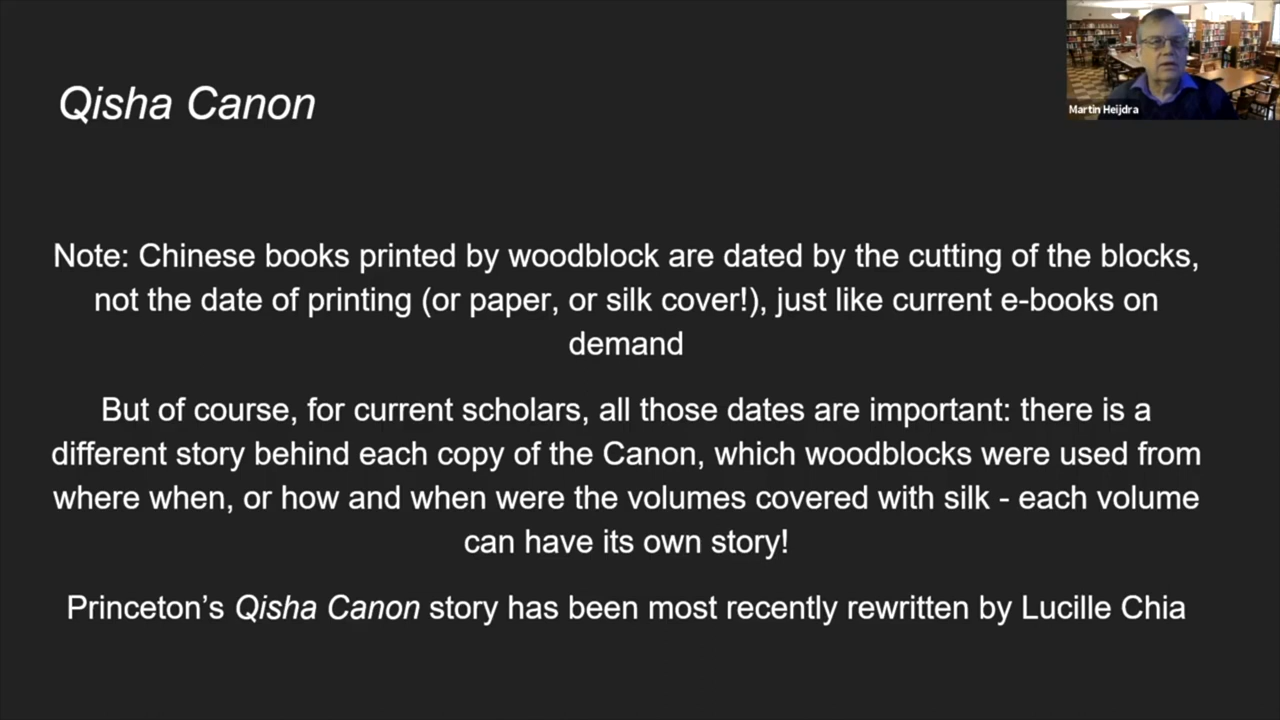 Qisha Canon
Martin Heijdra
Note: Chinese books printed by woodblock are dated by the cutting of the blocks,
not the date of printing (or paper, or silk cover!), just like current e-books on
demand
But of course, for current scholars, all those dates are important: there is a
different story behind each copy of the Canon, which woodblocks were used from
where when, or how and when were the volumes covered with silk - each volume
can have its own story!
Princeton’s Qisha Canon story has been most recently rewritten by Lucille Chia